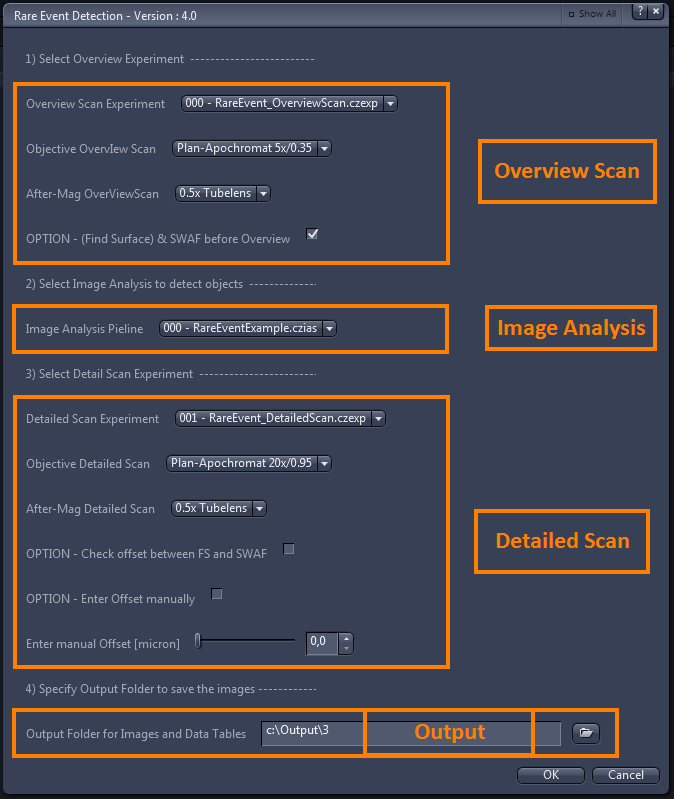 Rare Event Detection - Version : 4.0
Show All
? ×
1) Select Overview Experiment -------------------------
Overview Scan Experiment 000 - RareEvent_OverviewScan.czexp
Objective OvervIew Scan Plan-Apochromat 5x/0.35
Overview Scan
After-Mag OverViewScan 0.5x Tubelens
OPTION - (Find Surface) & SWAF before Overview
2) Select Image Analysis to detect objects -------------
Image Analysis Pieline 000 - RareEventExample.czias
Image Analysis
3) Select Detail Scan Experiment -----------------------
Detailed Scan Experiment 001 - RareEvent_DetailedScan.czexp
Objective Detailed Scan Plan-Apochromat 20x/0.95
After-Mag Detailed Scan 0.5x Tubelens
Detailed Scan
OPTION - Check offset between FS and SWAF
OPTION - Enter Offset manually
Enter manual Offset [micron] 0,0
4) Specify Output Folder to save the images ------------
Output Folder for Images and Data Tables c:\Output\3 Output
OK Cancel